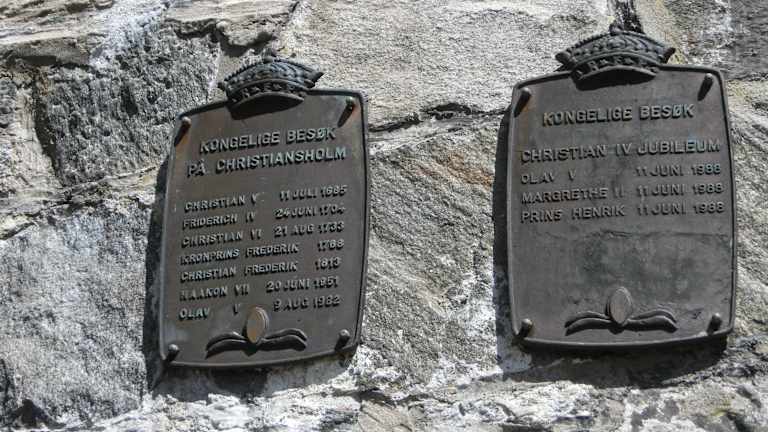 KONGELIGE BESØK
PÅ CHRISTIANSHOLM
CHRISTIAN V 11 JULI 1685
FRIDERICH IV 24 JUNI 1704
CHRISTIAN VI 21 AUG 1733
KRONPRINS FREDERIK 1788
CHRISTIAN FREDERIK 1813
HAAKON VII 20 JUNI 1951
OLAV V 9 AUG 1982
KONGELIGE BESØK
CHRISTIAN IV JUBILEUM
OLAV V 11 JUNI 1988
MARGRETHE II 11 JUNI 1988
PRINS HENRIK 11 JUNI 1988